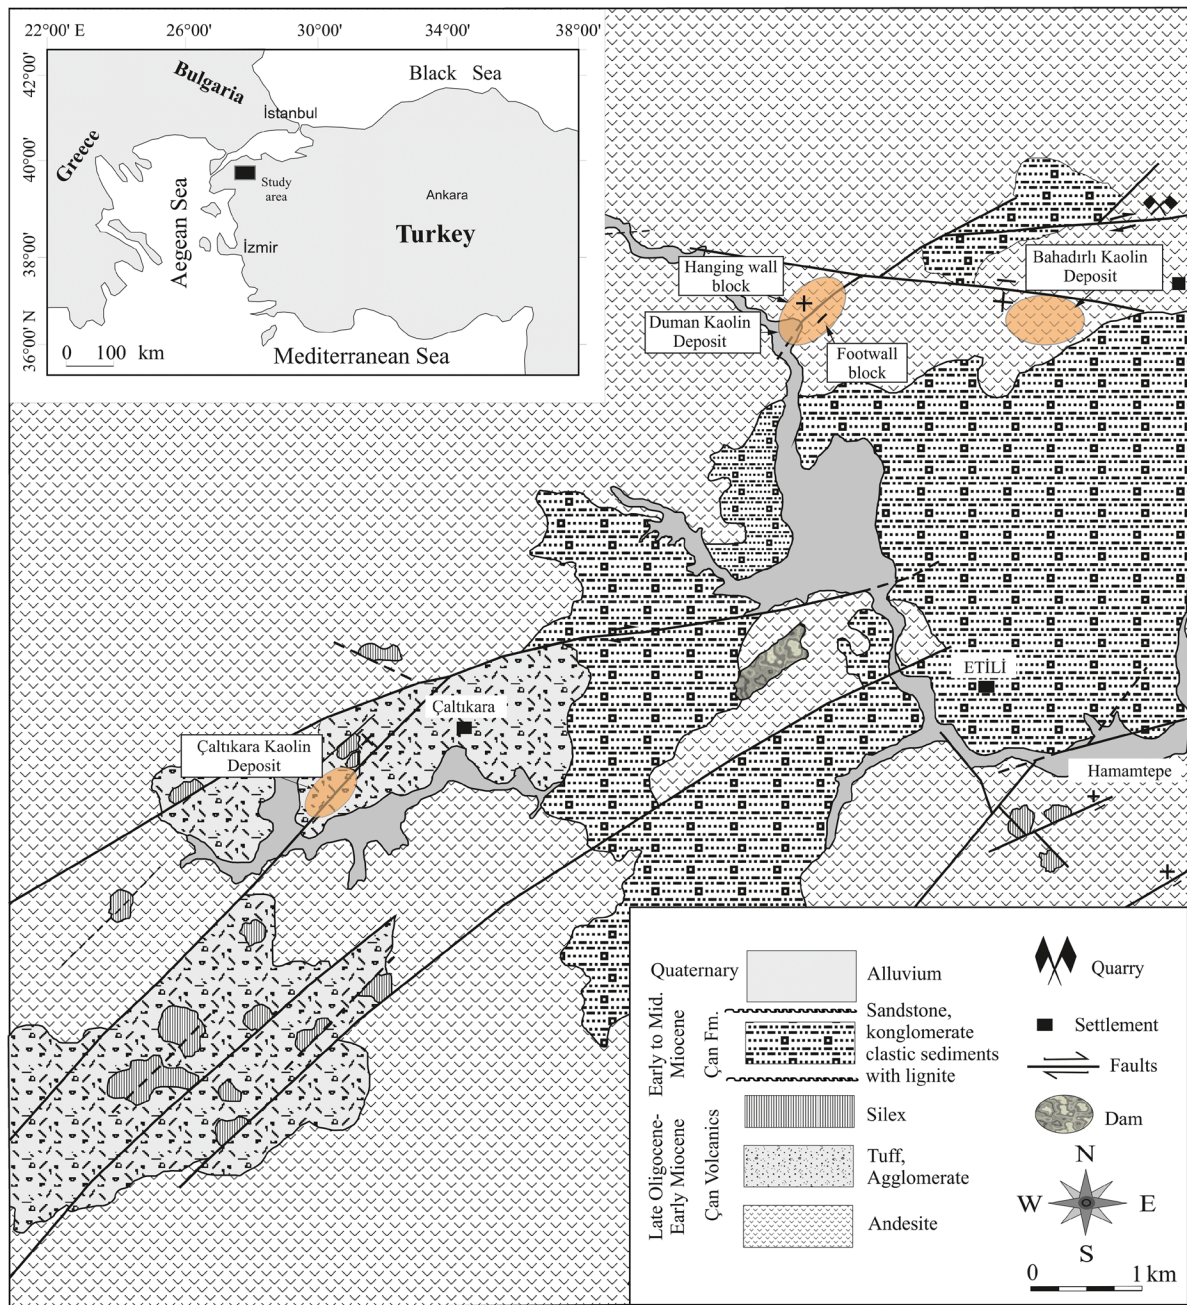 22°00' E
26°00'
30°00'
34°00'
38°00'
42°00'
40°00'
38°00'
36°00' N
Bulgaria
Black Sea
İstanbul
Greece
Aegean Sea
Study
area
Ankara
Turkey
İzmir
0 100 km
Mediterranean Sea
Hanging wall
block
Bahadırlı Kaolin
Deposit
Duman Kaolin
Deposit
Footwall
block
ETİLİ
Çaltıkara
Çaltıkara Kaolin
Deposit
Hamamtepe
Quaternary
Alluvium
Early to Mid.
Miocene
Çan Fm.
Sandstone,
konglomerate
clastic sediments
with lignite
Late Oligocene-
Early Miocene
Çan Volcanics
Silex
Tuff,
Agglomerate
Andesite
Quarry
Settlement
Faults
Dam
N
W E
S
0 1 km